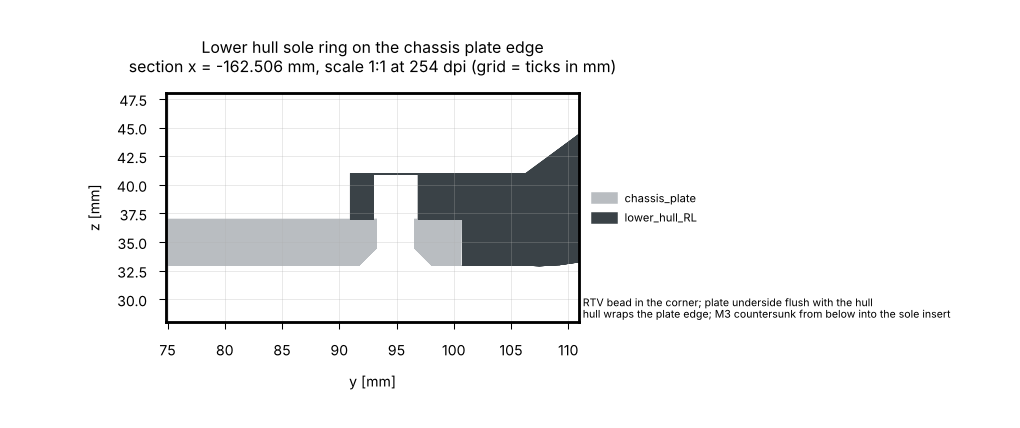 Lower hull sole ring on the chassis plate edge
section x = -162.506 mm, scale 1:1 at 254 dpi (grid = ticks in mm)
47.5
45.0
42.5
40.0
37.5
35.0
32.5
30.0
z [mm]
75 80 85 90 95 100 105 110
y [mm]
chassis_plate
lower_hull_RL
RTV bead in the corner; plate underside flush with the hull
hull wraps the plate edge; M3 countersunk from below into the sole insert